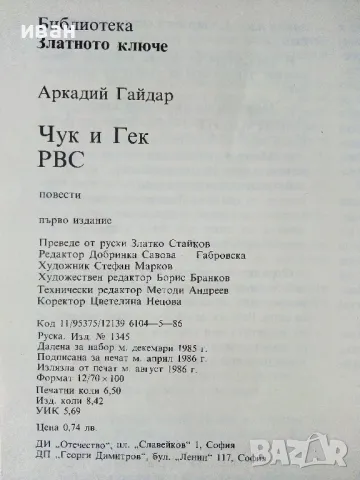 иван
Библиотека
Златното ключе
Аркадий Гайдар
Чук и Гек
РВС
повести
първо издание
Преведе от руски Златко Стайков
Редактор Добринка Савова Габровска
Художник Стефан Марков
Художествен редактор Борис Бранков
Технически редактор Методи Андреев
Коректор Цветелина Нецова
Код 11/95375/12139 6104—5—86
Руска. Изд. № 1345
Дадена за набор м. декември 1985 г.
Подписана за печат м. април 1986 г.
Излязла от печат м. август 1986 г.
Формат 12/70×100
Печатни коли 6,50
Изд. коли 8,42
УИК 5,69
Цена 0,74 лв.
ДИ „Отечество", пл. „Славейков" 1, София
ДП „Георги Димитров", бул. „Ленин" 117, София
bazar